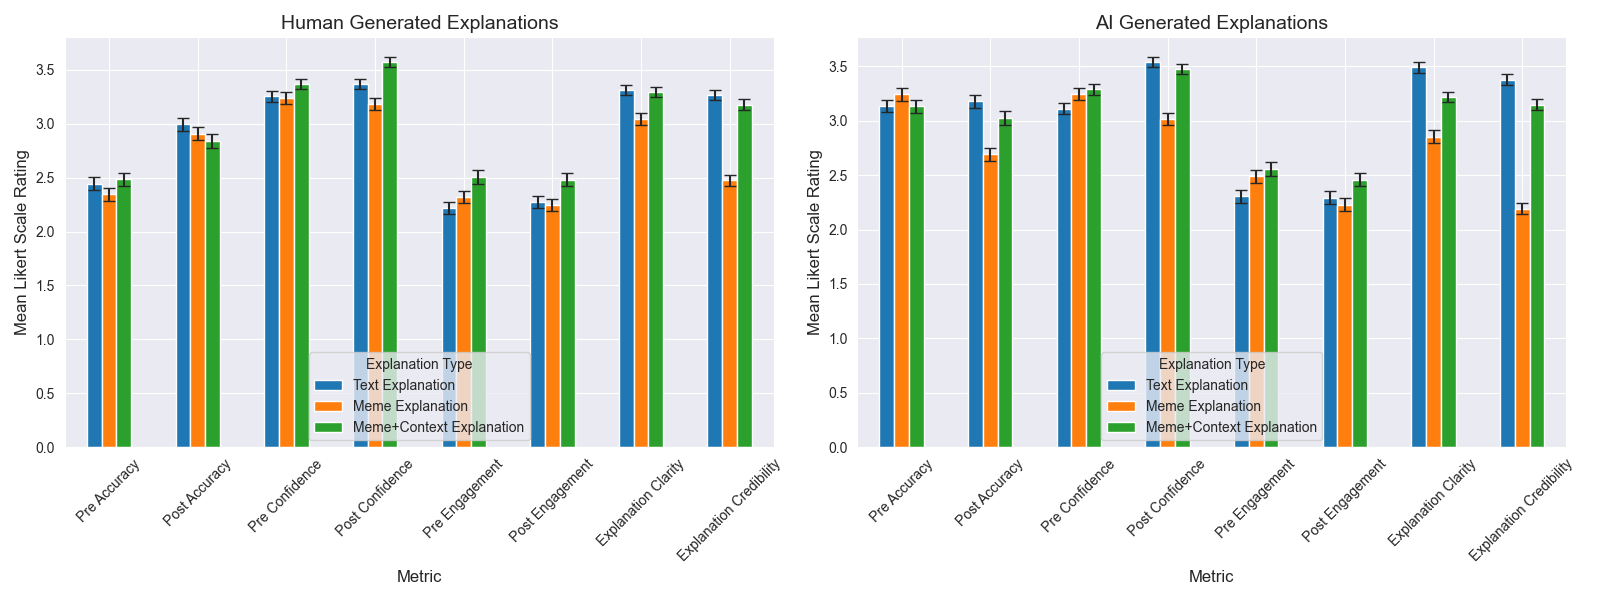 Human Generated Explanations
Mean Likert Scale Rating
3.5
3.0
2.5
2.0
1.5
1.0
0.5
0.0
Explanation Type
Text Explanation
Meme Explanation
Meme+Context Explanation
Pre Accuracy
Post Accuracy
Pre Confidence
Post Confidence
Pre Engagement
Post Engagement
Explanation Clarity
Explanation Credibility
Metric
AI Generated Explanations
Mean Likert Scale Rating
3.5
3.0
2.5
2.0
1.5
1.0
0.5
0.0
Explanation Type
Text Explanation
Meme Explanation
Meme+Context Explanation
Pre Accuracy
Post Accuracy
Pre Confidence
Post Confidence
Pre Engagement
Post Engagement
Explanation Clarity
Explanation Credibility
Metric